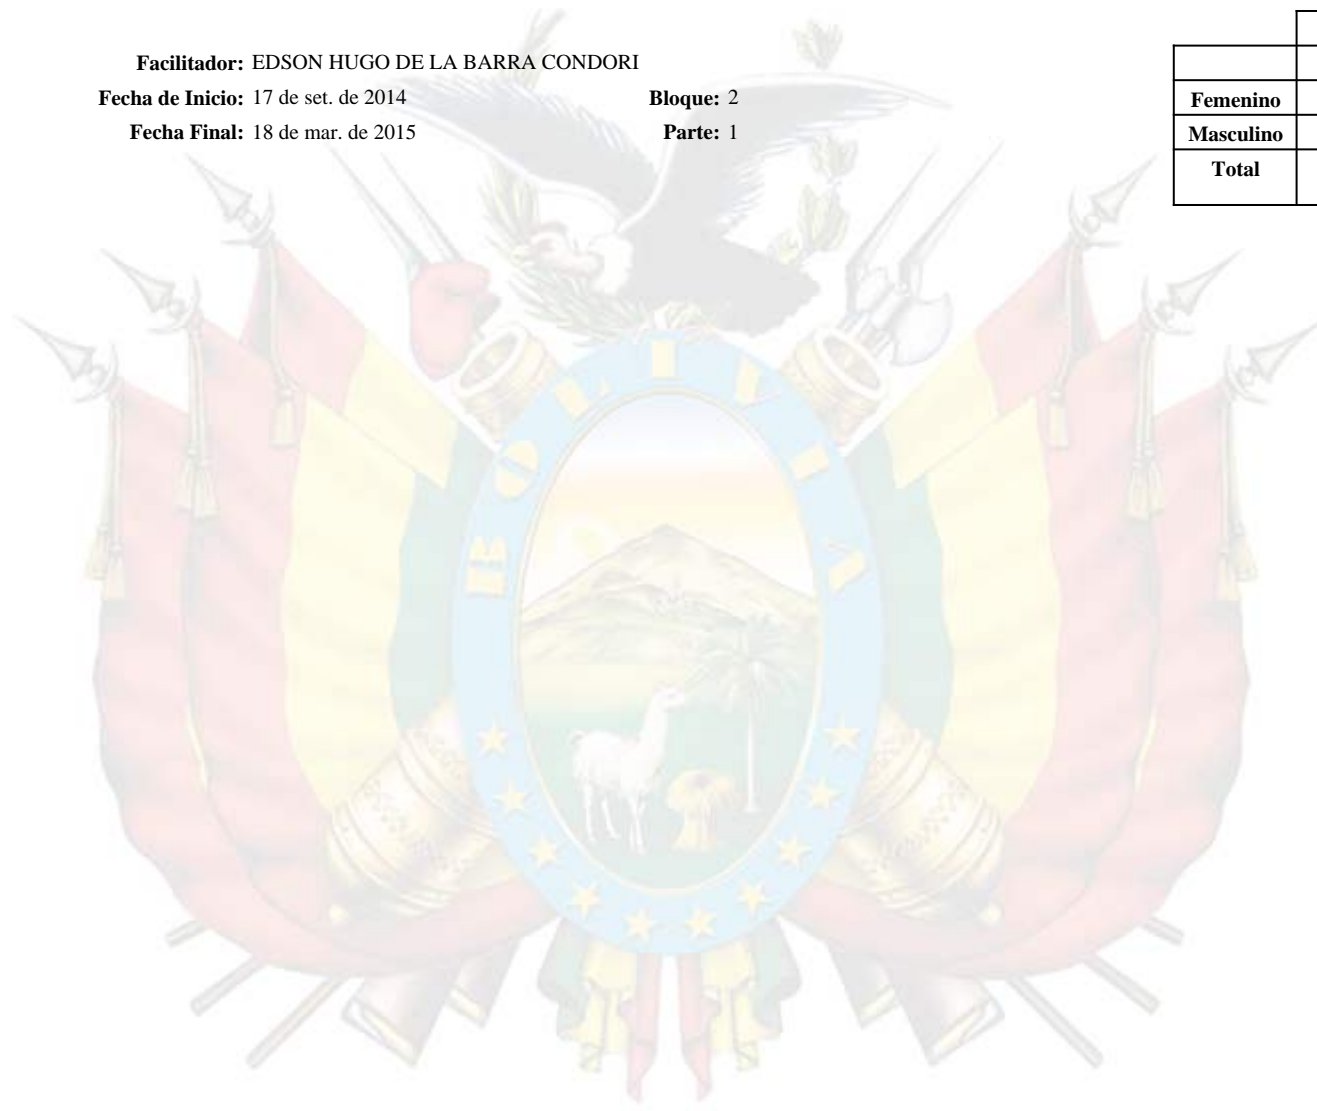 Facilitador: EDSON HUGO DE LA BARRA CONDORI
Fecha de Inicio: 17 de set. de 2014 Bloque: 2
Fecha Final: 18 de mar. de 2015 Parte: 1
Femenino
Masculino
Total
BOLIVIA